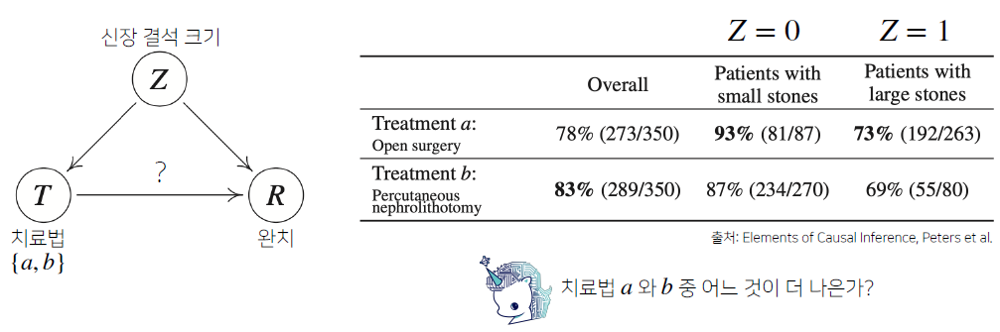 신장 결석 크기
Z
?
T
R
치료법
{a, b}
완치
Z = 0
Z = 1
Overall
Patients with small stones
Patients with large stones
Treatment a:
Open surgery
78% (273/350)
93% (81/87)
73% (192/263)
Treatment b:
Percutaneous
nephrolithotomy
83% (289/350)
87% (234/270)
69% (55/80)
출처: Elements of Causal Inference, Peters et al.
치료법 a 와 b 중 어느 것이 더 나은가?